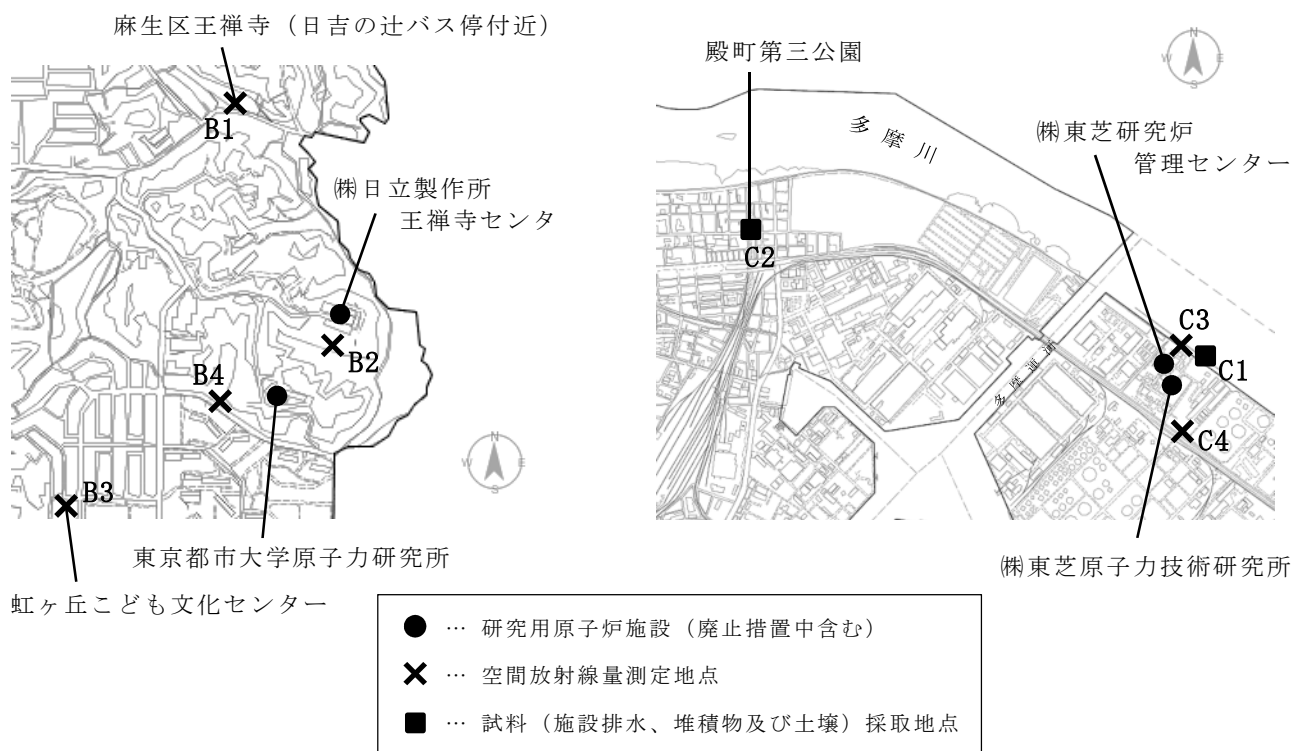 麻生区王禅寺（日吉の辻バス停付近）
B1
㈱日立製作所
王禅寺センタ
B2
B4
B3
N
W E
S
東京都市大学原子力研究所
虹ヶ丘こども文化センター
殿町第三公園
N
W E
S
多摩川
㈱東芝研究炉
管理センター
C2
C3
C1
多摩運河
C4
㈱東芝原子力技術研究所
● … 研究用原子炉施設（廃止措置中含む）
× … 空間放射線量測定地点
■ … 試料（施設排水、堆積物及び土壌）採取地点